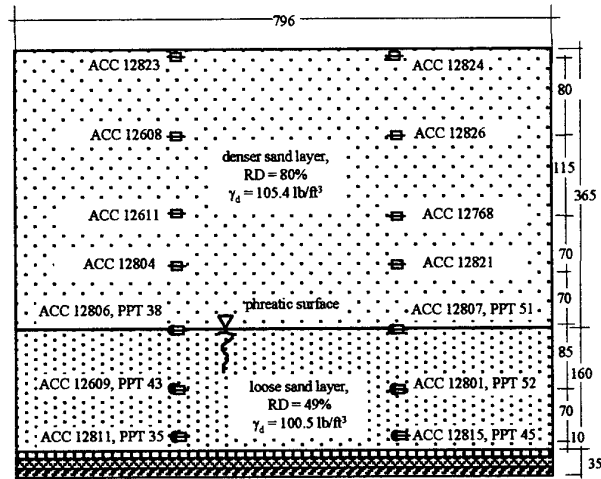 796
ACC 12823
ACC 12824
80
ACC 12608
ACC 12826
denser sand layer,
RD = 80%
γd = 105.4 lb/ft³
115
365
ACC 12611
ACC 12768
ACC 12804
ACC 12821
70
ACC 12806, PPT 38
phreatic surface
ACC 12807, PPT 51
70
85
ACC 12609, PPT 43
loose sand layer,
RD = 49%
γd = 100.5 lb/ft³
ACC 12801, PPT 52
160
70
ACC 12811, PPT 35
ACC 12815, PPT 45
10
35